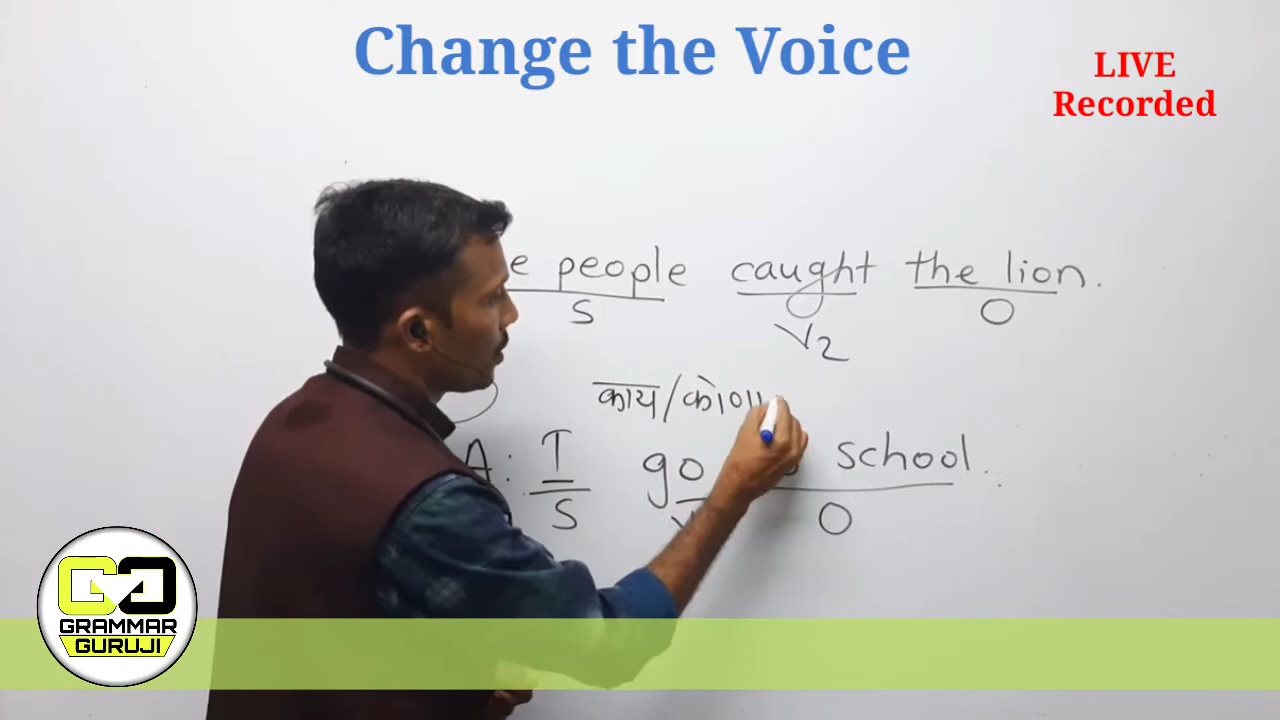 Change the Voice
LIVE
Recorded
people caught the lion.
S
O
V2
काय/
A: I go school.
S
O
GRAMMAR
GURUJI